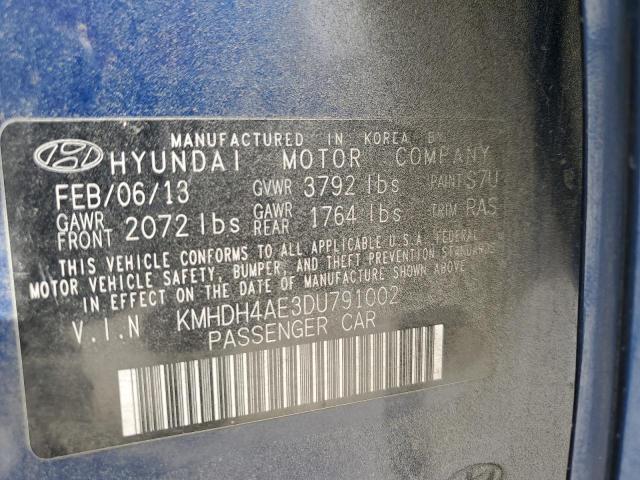 MANUFACTURED IN KOREA BY
HYUNDAI MOTOR COMPANY
FEB/06/13 GVWR 3792 lbs PAINT S7U
GAWR FRONT 2072 lbs GAWR REAR 1764 lbs TRIM RAS
THIS VEHICLE CONFORMS TO ALL APPLICABLE U.S.A. FEDERAL
MOTOR VEHICLE SAFETY, BUMPER, AND THEFT PREVENTION STANDARDS
IN EFFECT ON THE DATE OF MANUFACTURE SHOWN ABOVE
V.I.N KMHDH4AE3DU791002
PASSENGER CAR